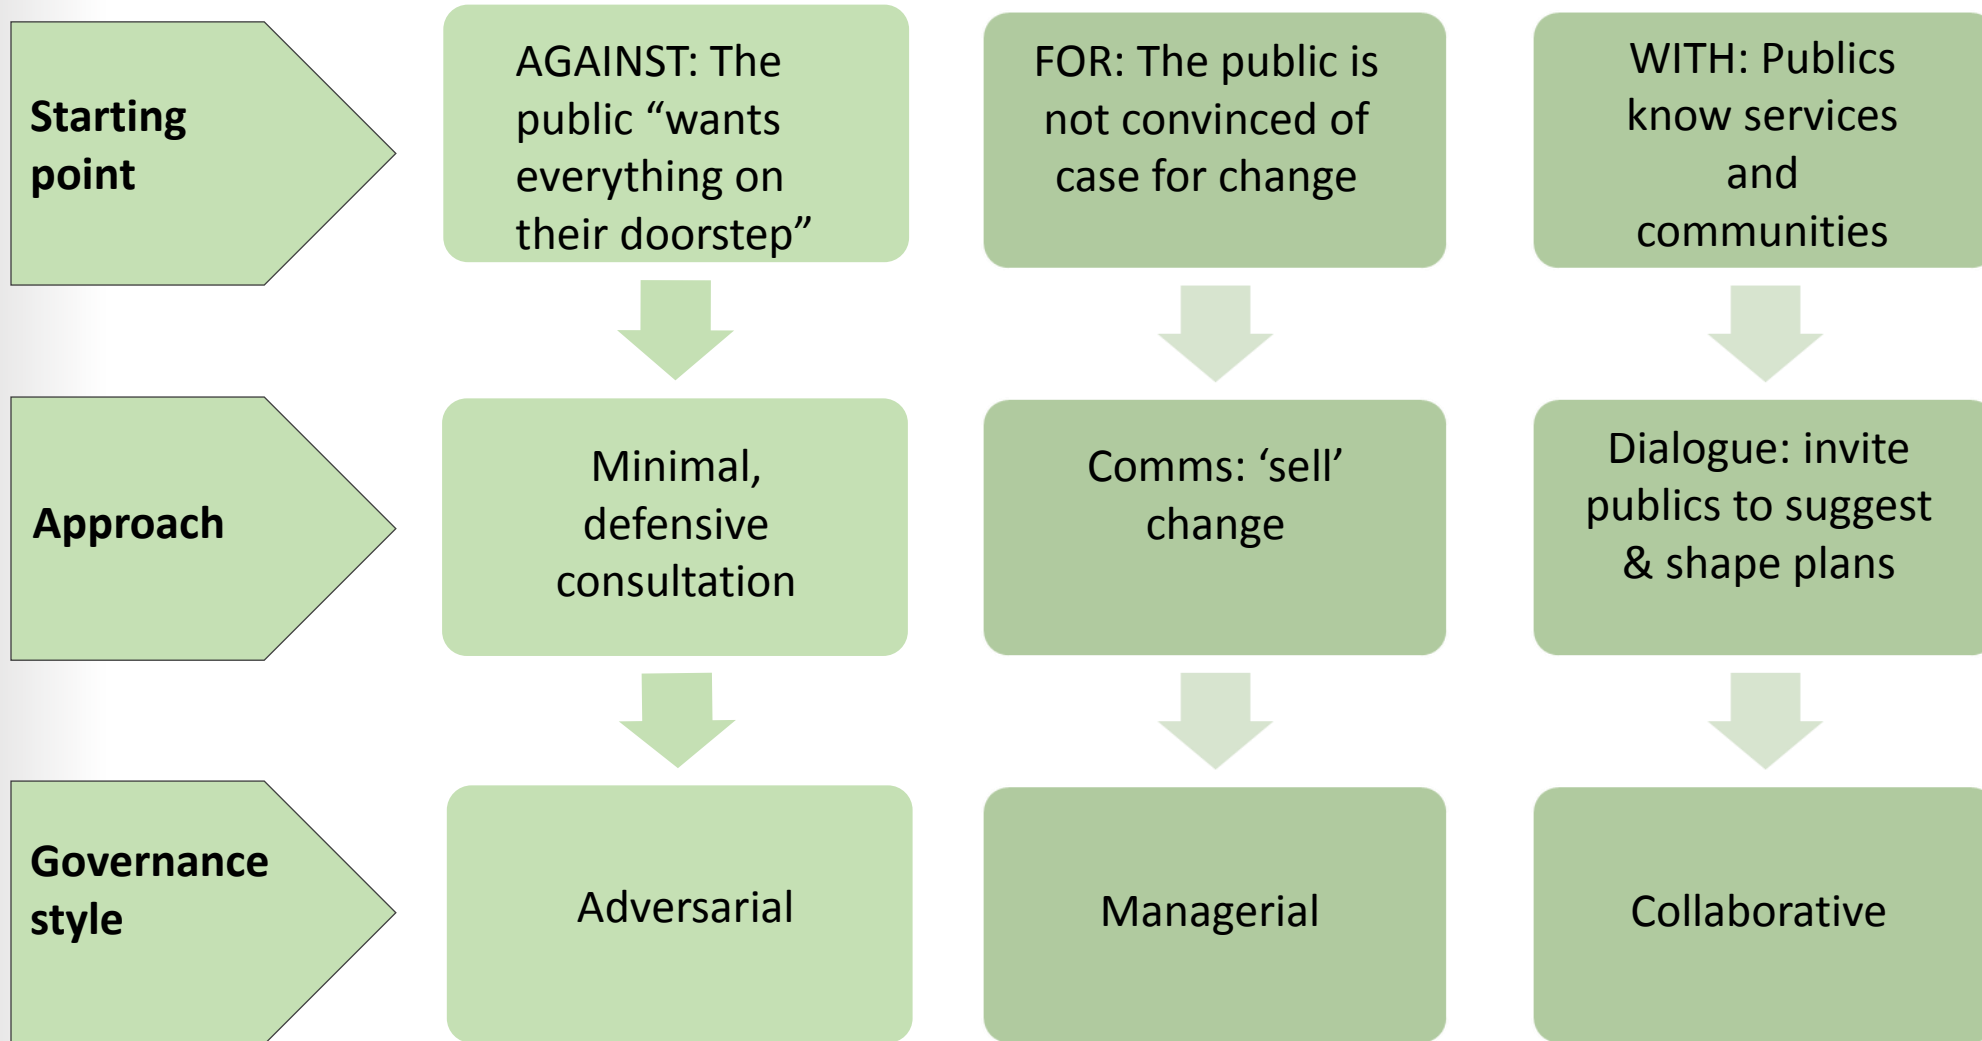 Starting
point
AGAINST: The
public “wants
everything on
their doorstep”
FOR: The public is
not convinced of
case for change
WITH: Publics
know services
and
communities
Approach
Minimal,
defensive
consultation
Comms: ‘sell’
change
Dialogue: invite
publics to suggest
& shape plans
Governance
style
Adversarial
Managerial
Collaborative